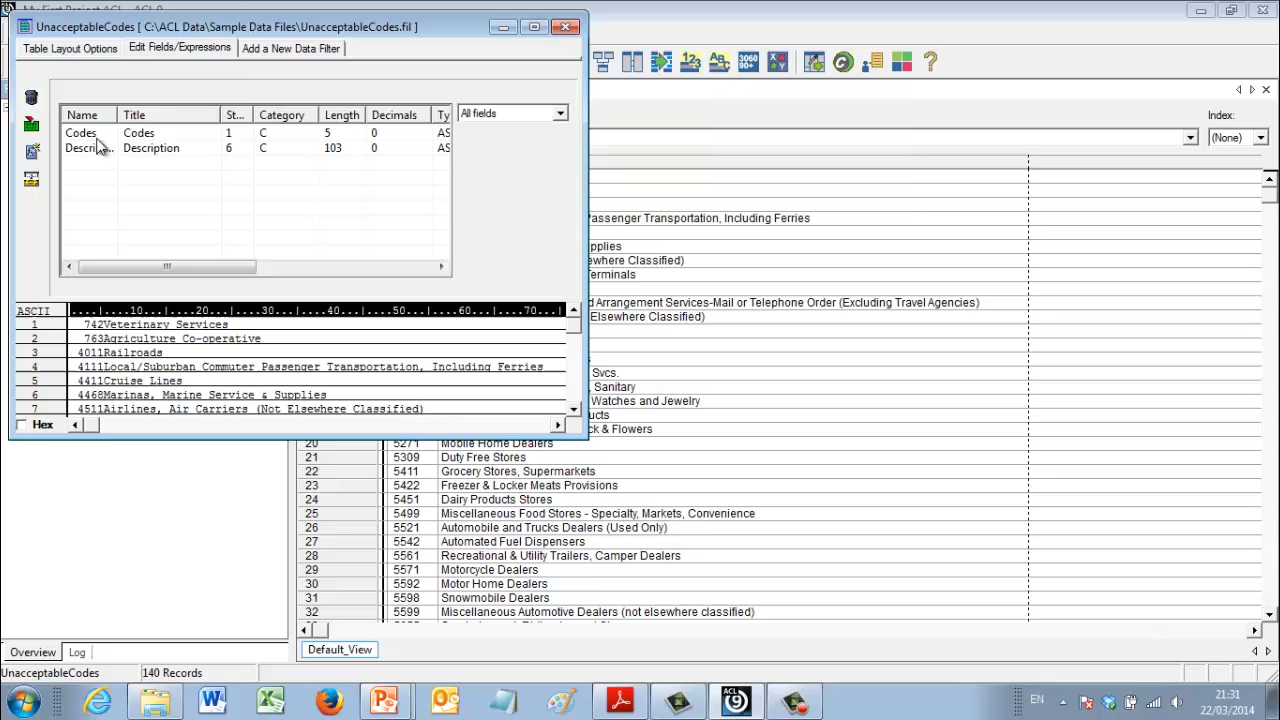 My First Project ACL
UnacceptableCodes [ C:\ACL Data\Sample Data Files\UnacceptableCodes.fil ]
Table Layout Options Edit Fields/Expressions Add a New Data Filter
Name Title St... Category Length Decimals Ty
Codes Codes 1 C 5 0 AS
Descri... Description 6 C 103 0 AS
All fields
Index:
(None)
ASCII ....|....10...|....20...|....30...|....40...|....50...|....60...|....70...|
1 742Veterinary Services
2 763Agriculture Co-operative
3 4011Railroads
4 4111Local/Suburban Commuter Passenger Transportation, Including Ferries
5 4411Cruise Lines
6 4468Marinas, Marine Service & Supplies
7 4511Airlines, Air Carriers (Not Elsewhere Classified)
Hex
Passenger Transportation, Including Ferries
pplies
ewhere Classified)
Terminals
d Arrangement Services-Mail or Telephone Order (Excluding Travel Agencies)
Elsewhere Classified)
Svcs.
, Sanitary
Watches and Jewelry
ucts
ck & Flowers
20 5271 Mobile Home Dealers
21 5309 Duty Free Stores
22 5411 Grocery Stores, Supermarkets
23 5422 Freezer & Locker Meats Provisions
24 5451 Dairy Products Stores
25 5499 Miscellaneous Food Stores - Specialty, Markets, Convenience
26 5521 Automobile and Trucks Dealers (Used Only)
27 5542 Automated Fuel Dispensers
28 5561 Recreational & Utility Trailers, Camper Dealers
29 5571 Motorcycle Dealers
30 5592 Motor Home Dealers
31 5598 Snowmobile Dealers
32 5599 Miscellaneous Automotive Dealers (not elsewhere classified)
Overview Log
Default_View
UnacceptableCodes 140 Records
EN
21:31
22/03/2014